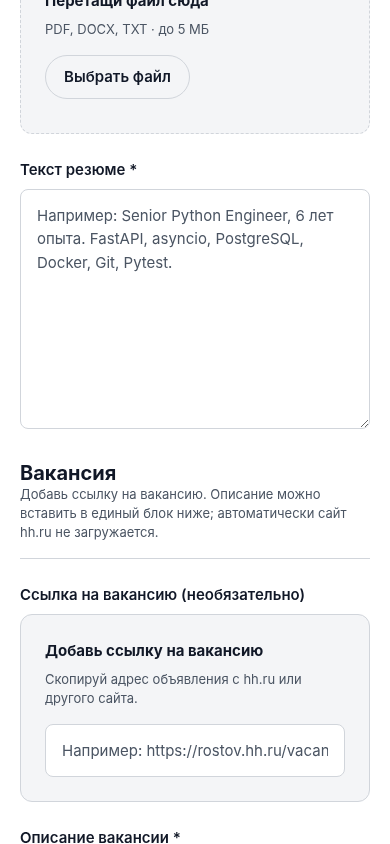 Перетащи файл сюда
PDF, DOCX, TXT · до 5 МБ
Выбрать файл
Текст резюме *
Например: Senior Python Engineer, 6 лет
опыта. FastAPI, asyncio, PostgreSQL,
Docker, Git, Pytest.
Вакансия
Добавь ссылку на вакансию. Описание можно
вставить в единый блок ниже; автоматически сайт
hh.ru не загружается.
Ссылка на вакансию (необязательно)
Добавь ссылку на вакансию
Скопируй адрес объявления с hh.ru или
другого сайта.
Например: https://rostov.hh.ru/vacan
Описание вакансии *